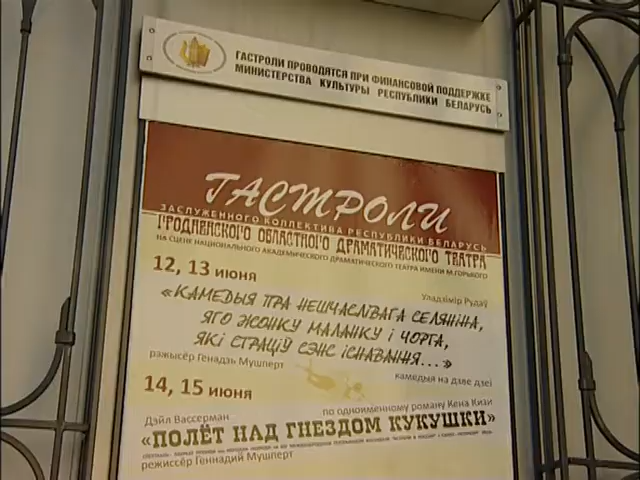 ГАСТРОЛИ ПРОВОДЯТСЯ ПРИ ФИНАНСОВОЙ ПОДДЕРЖКЕ
МИНИСТЕРСТВА КУЛЬТУРЫ РЕСПУБЛИКИ БЕЛАРУСЬ
ГАСТРОЛИ
ЗАСЛУЖЕННОГО КОЛЛЕКТИВА РЕСПУБЛИКИ БЕЛАРУСЬ
ГРОДНЕНСКОГО ОБЛАСТНОГО ДРАМАТИЧЕСКОГО ТЕАТРА
НА СЦЕНЕ НАЦИОНАЛЬНОГО АКАДЕМИЧЕСКОГО ДРАМАТИЧЕСКОГО ТЕАТРА ИМЕНИ М.ГОРЬКОГО
12, 13 июня
Уладзімір Рудаў
«КАМЕДЫЯ ПРА НЕШЧАСЛІВАГА СЕЛЯНІНА,
ЯГО ЖОНКУ МАЛАНКУ І ЧОРТА,
ЯКІ СТРАЦІЎ СЭНС ІСНАВАННЯ...»
рэжысёр Генадзь Мушперт
камедыя на дзве дзеі
14, 15 июня
Дэйл Вассерман
по одноименному роману Кена Кизи
«ПОЛЁТ НАД ГНЕЗДОМ КУКУШКИ»
режиссёр Геннадий Мушперт